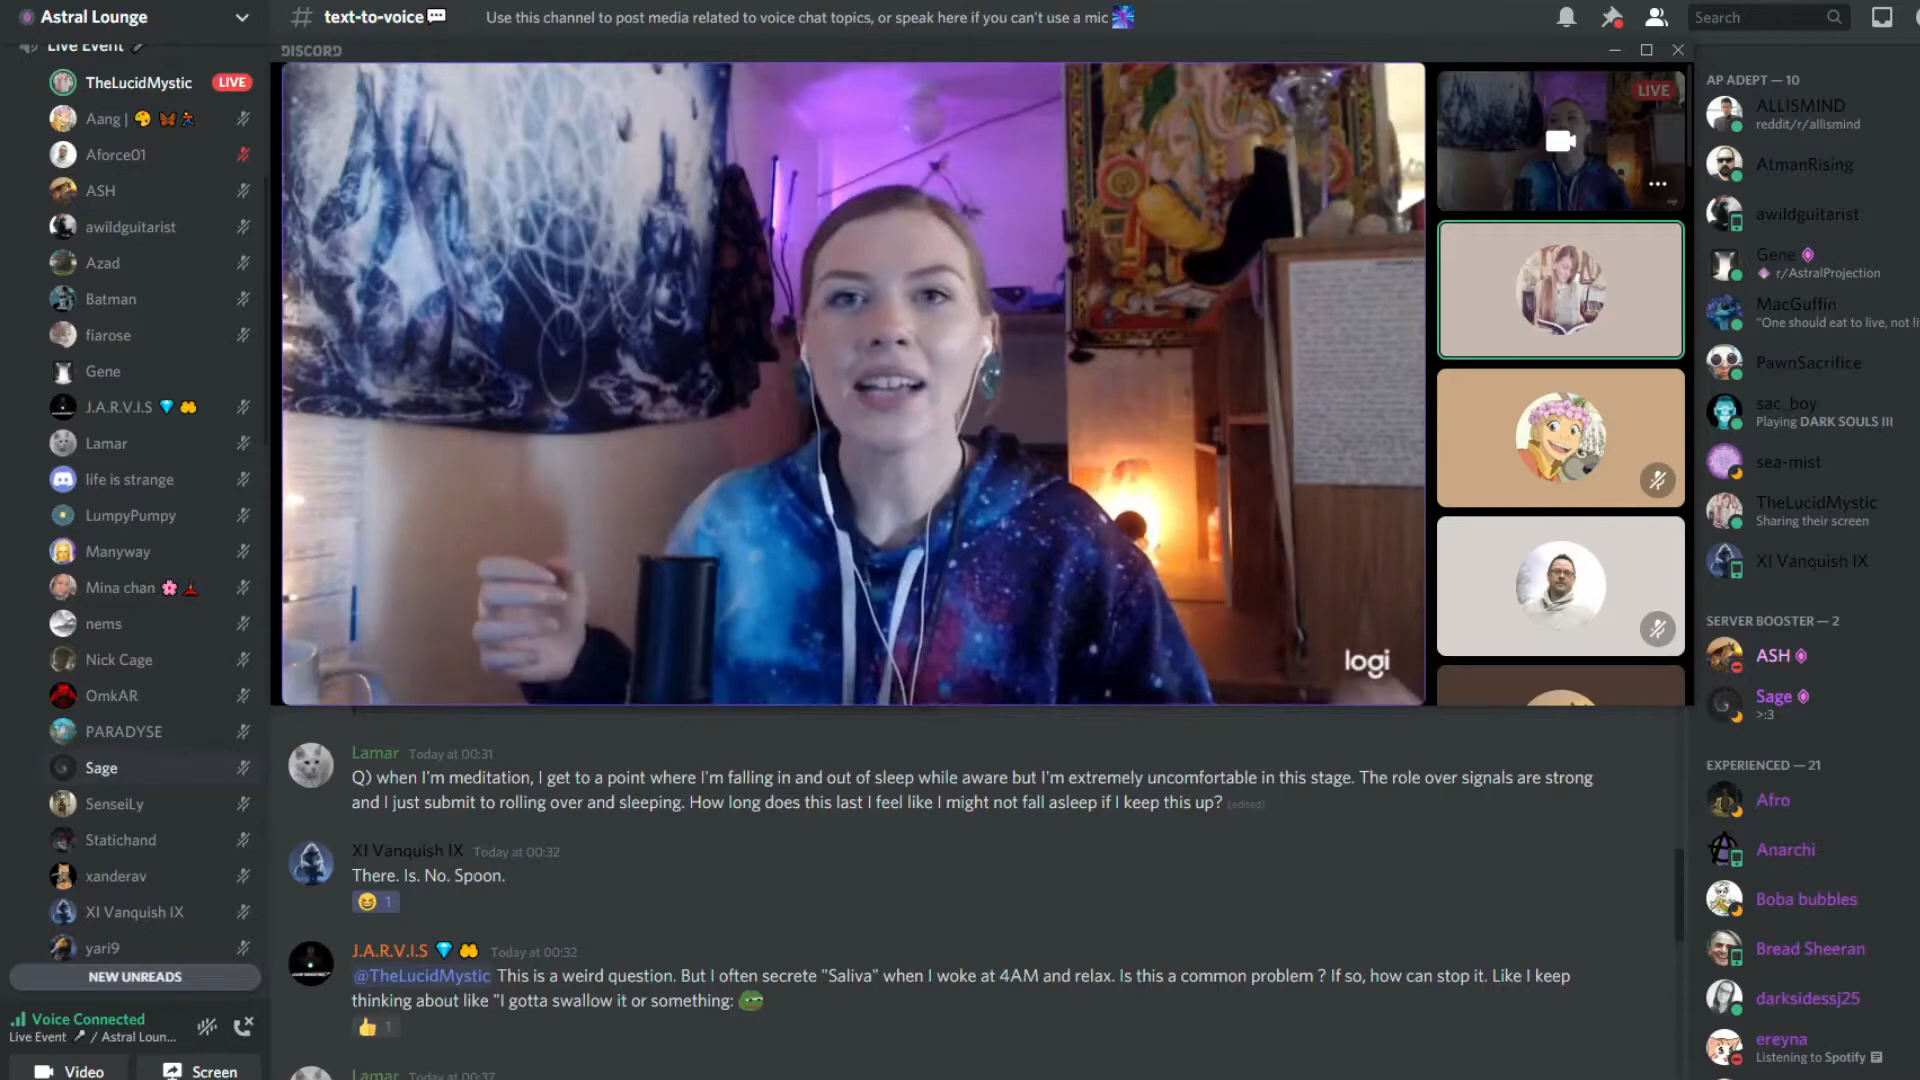 Astral Lounge
Live Event
TheLucidMystic LIVE
Aang |
Aforce01
ASH
awildguitarist
Azad
Batman
fiarose
Gene
J.A.R.V.I.S
Lamar
life is strange
LumpyPumpy
Manyway
Mina chan
nems
Nick Cage
OmkAR
PARADYSE
Sage
SenseiLy
Statichand
xanderav
XI Vanquish IX
yari9
NEW UNREADS
Voice Connected
Live Event / Astral Loun...
Video Screen
# text-to-voice💬 Use this channel to post media related to voice chat topics, or speak here if you can't use a mic
Search
DISCORD
LIVE
logi
Lamar Today at 00:31
Q) when I'm meditation, I get to a point where I'm falling in and out of sleep while aware but I'm extremely uncomfortable in this stage. The role over signals are strong
and I just submit to rolling over and sleeping. How long does this last I feel like I might not fall asleep if I keep this up? (edited)
XI Vanquish IX Today at 00:32
There. Is. No. Spoon.
😆 1
J.A.R.V.I.S 💎 Today at 00:32
@TheLucidMystic This is a weird question. But I often secrete "Saliva" when I woke at 4AM and relax. Is this a common problem ? If so, how can stop it. Like I keep
thinking about like "I gotta swallow it or something:
👍 1
Lamar Today at 00:37
AP ADEPT — 10
ALLISMIND
reddit/r/allismind
AtmanRising
awildguitarist
Gene
r/AstralProjection
MacGuffin
"One should eat to live, not li
PawnSacrifice
sac_boy
Playing DARK SOULS III
sea-mist
TheLucidMystic
Sharing their screen
XI Vanquish IX
SERVER BOOSTER — 2
ASH
Sage
>:3
EXPERIENCED — 21
Afro
Anarchi
Boba bubbles
Bread Sheeran
darksidessj25
ereyna
Listening to Spotify